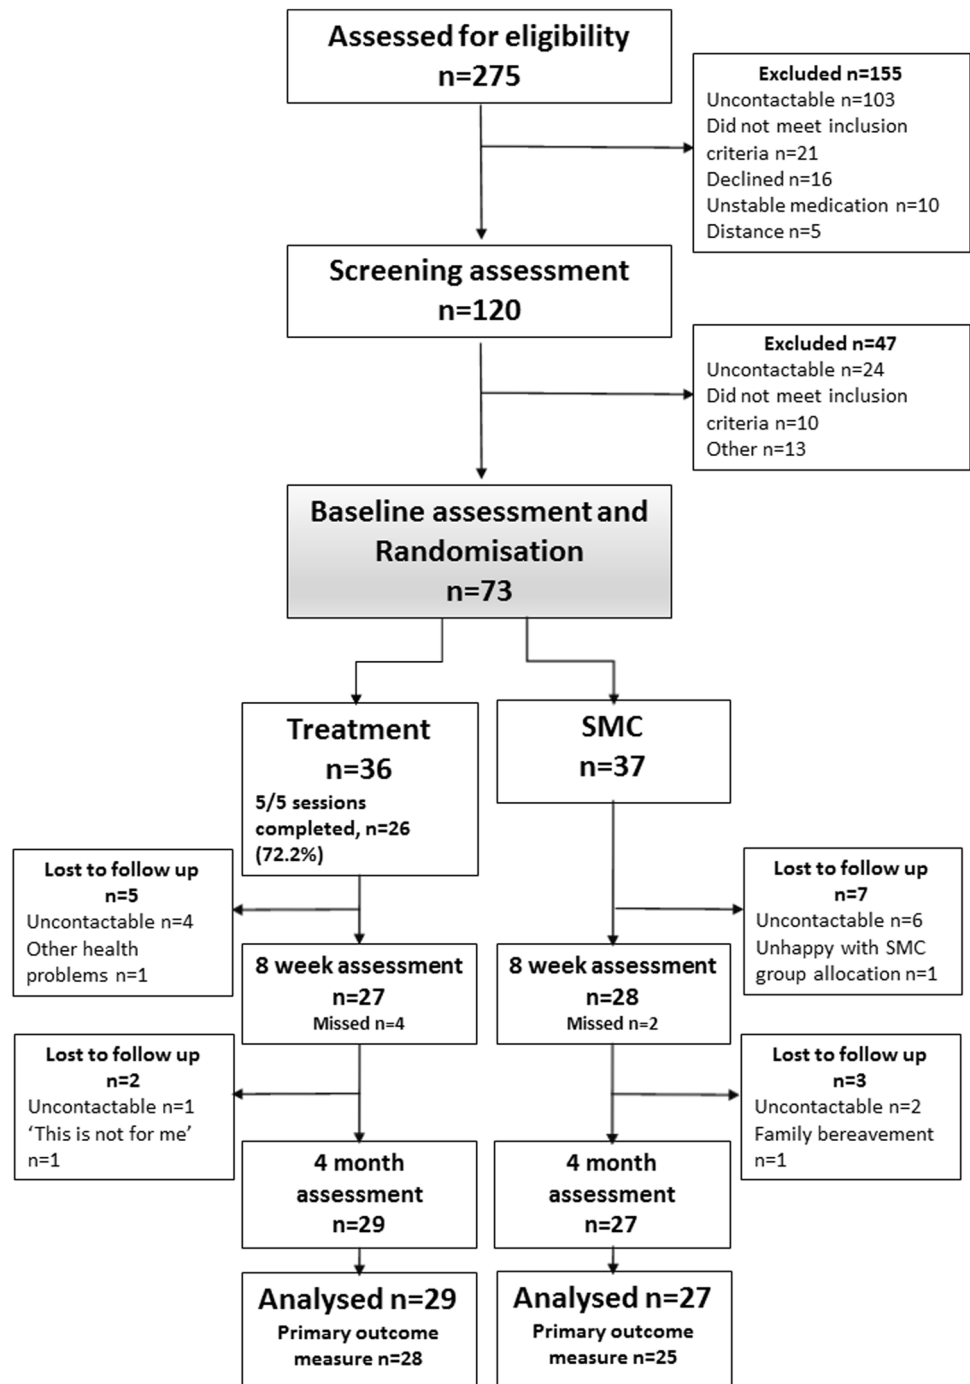 Assessed for eligibility
n=275
Excluded n=155
Uncontactable n=103
Did not meet inclusion
criteria n=21
Declined n=16
Unstable medication n=10
Distance n=5
Screening assessment
n=120
Excluded n=47
Uncontactable n=24
Did not meet inclusion
criteria n=10
Other n=13
Baseline assessment and
Randomisation
n=73
Treatment
n=36
5/5 sessions
completed, n=26
(72.2%)
SMC
n=37
Lost to follow up
n=5
Uncontactable n=4
Other health
problems n=1
Lost to follow up
n=7
Uncontactable n=6
Unhappy with SMC
group allocation n=1
8 week assessment
n=27
Missed n=4
8 week assessment
n=28
Missed n=2
Lost to follow up
n=2
Uncontactable n=1
‘This is not for me’
n=1
Lost to follow up
n=3
Uncontactable n=2
Family bereavement
n=1
4 month
assessment
n=29
4 month
assessment
n=27
Analysed n=29
Primary outcome
measure n=28
Analysed n=27
Primary outcome
measure n=25